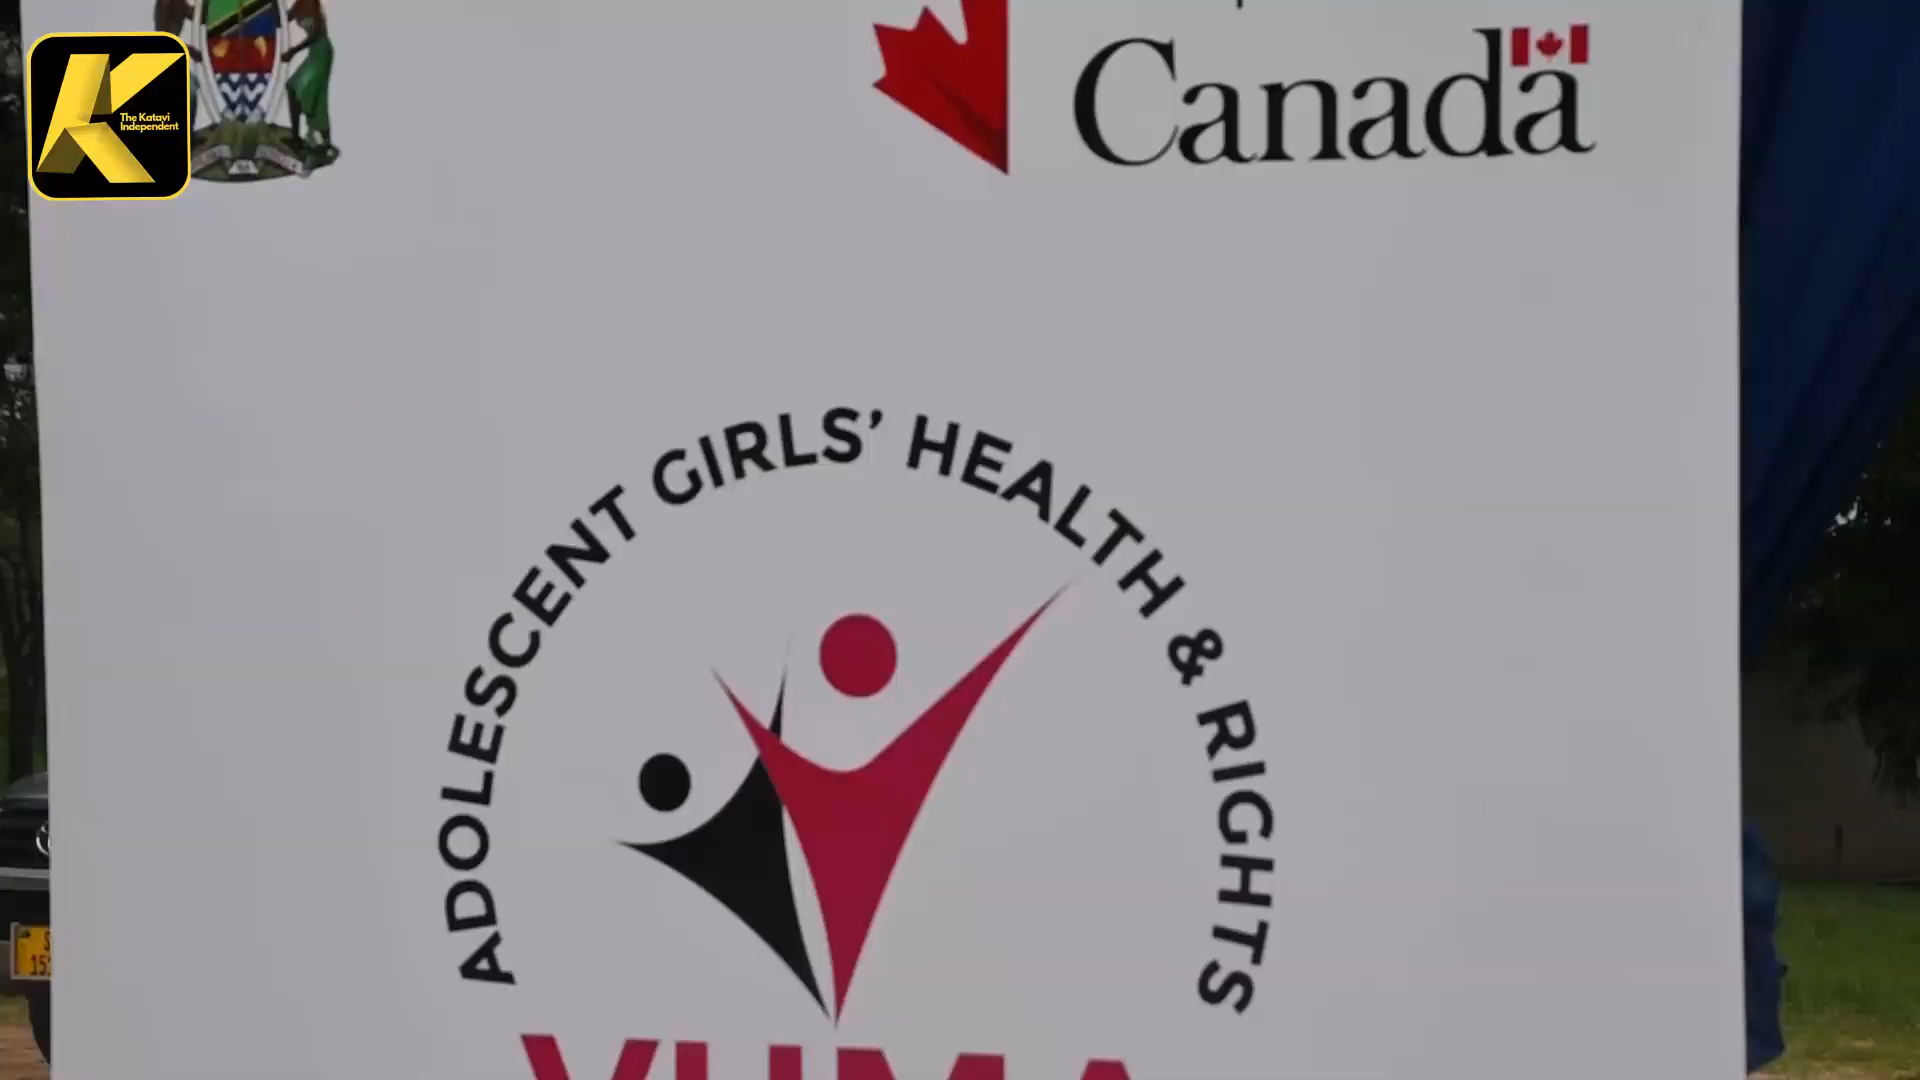 The Katavi
Independent
Canada
ADOLESCENT GIRLS' HEALTH & RIGHTS